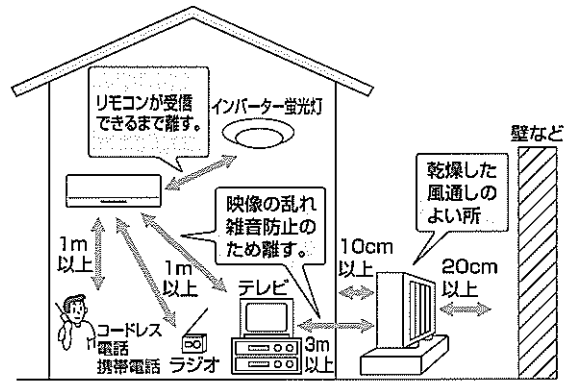 リモコンが受信
できるまで離す。
インバーター蛍光灯
壁など
乾燥した
風通しの
よい所
映像の乱れ
雑音防止の
ため離す。
10cm
以上
20cm
以上
1m
以上
1m
以上
テレビ
コードレス
電話
携帯電話
ラジオ
3m
以上